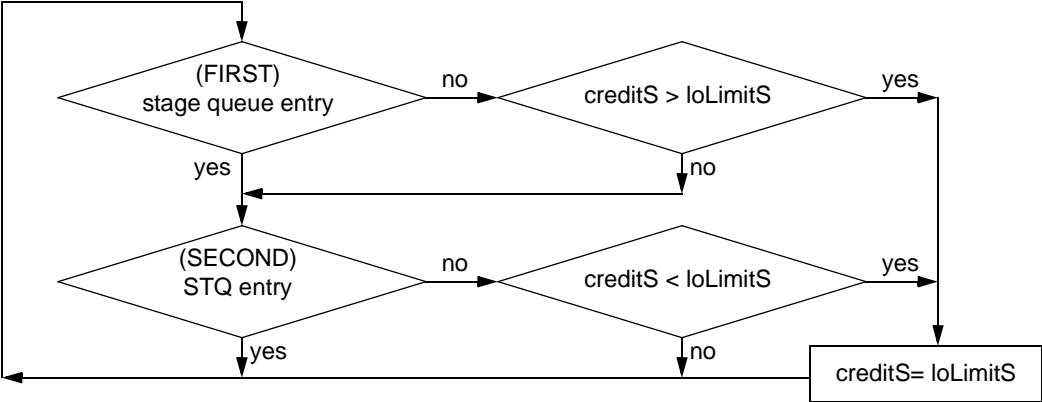 (FIRST)
stage queue entry
no
creditS > loLimitS
yes
yes
no
(SECOND)
STQ entry
no
creditS < loLimitS
yes
yes
no
creditS= loLimitS